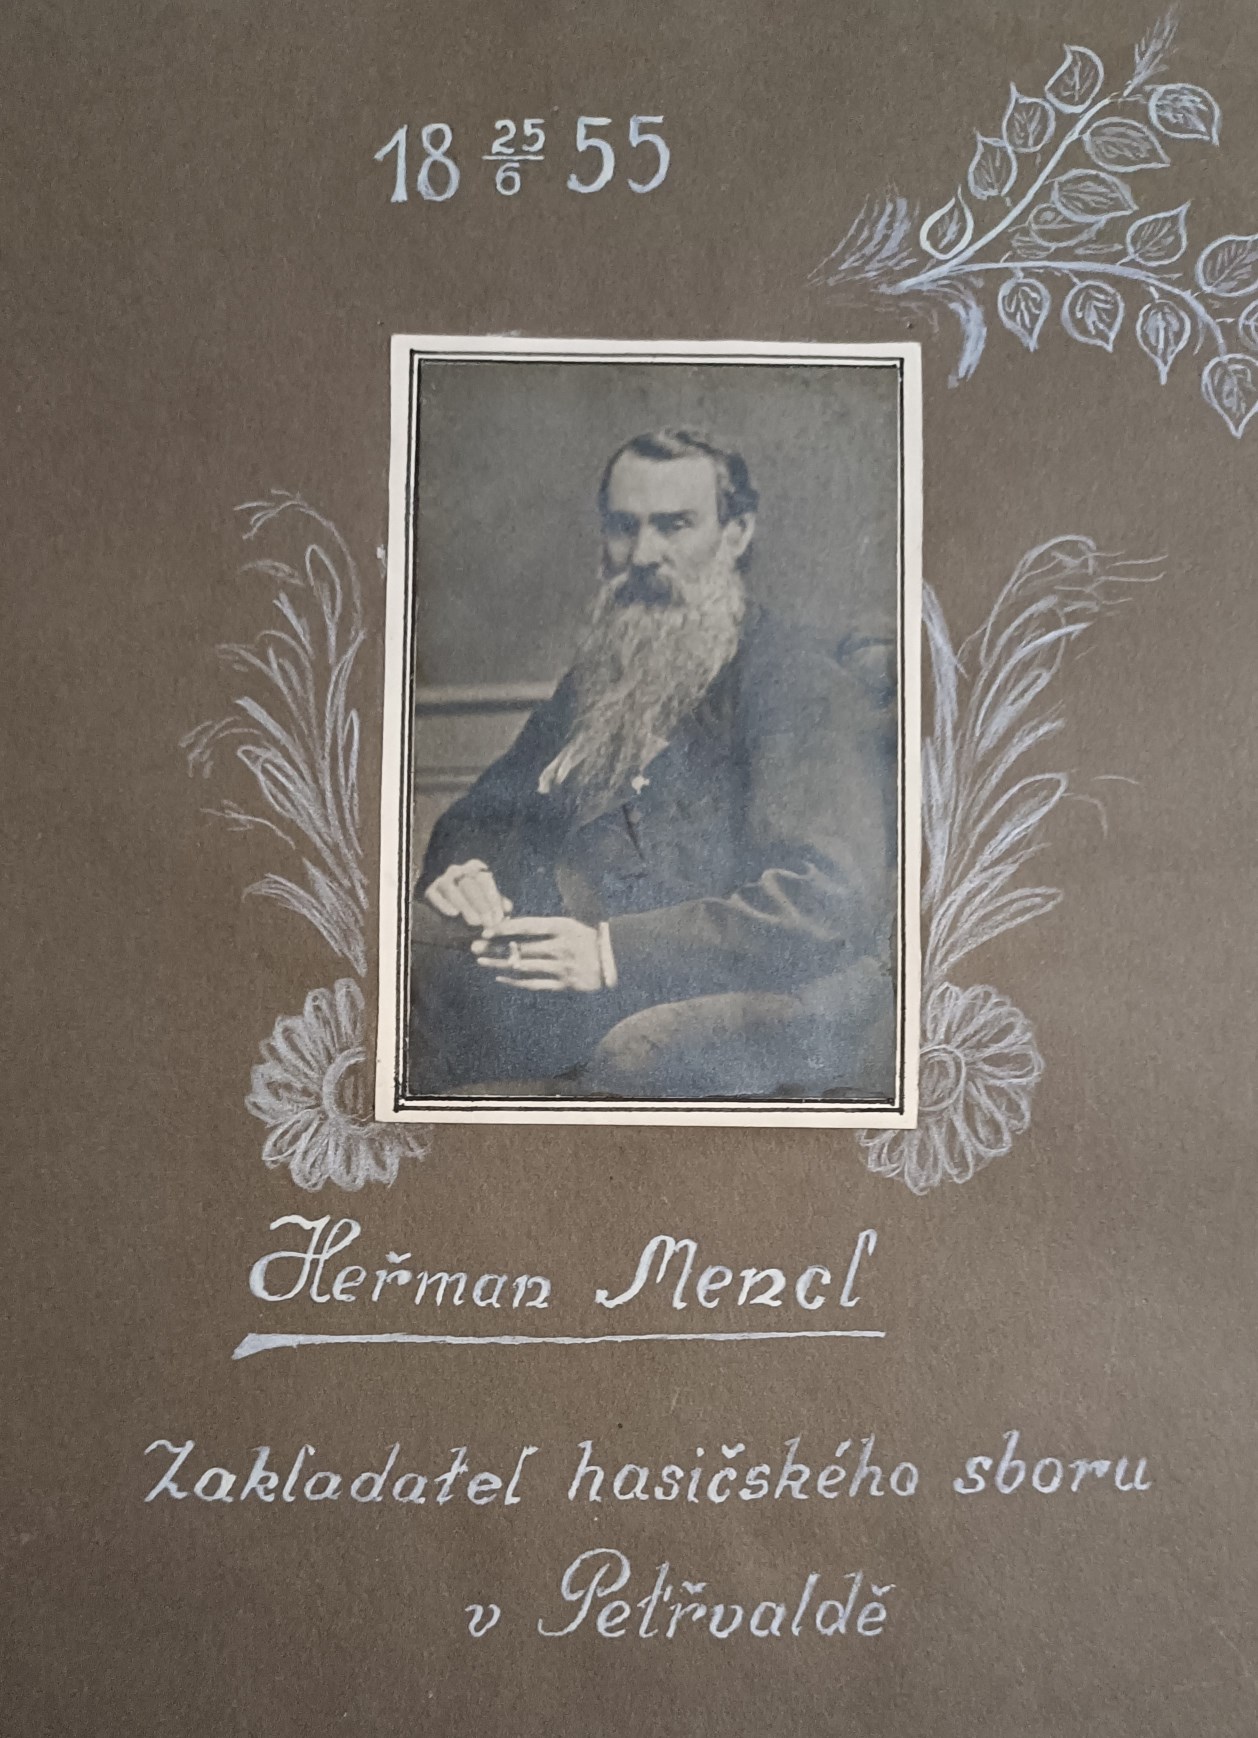 18 25/6 55
Heřman Mencl
Zakladatel hasičského sboru
v Petřvaldě